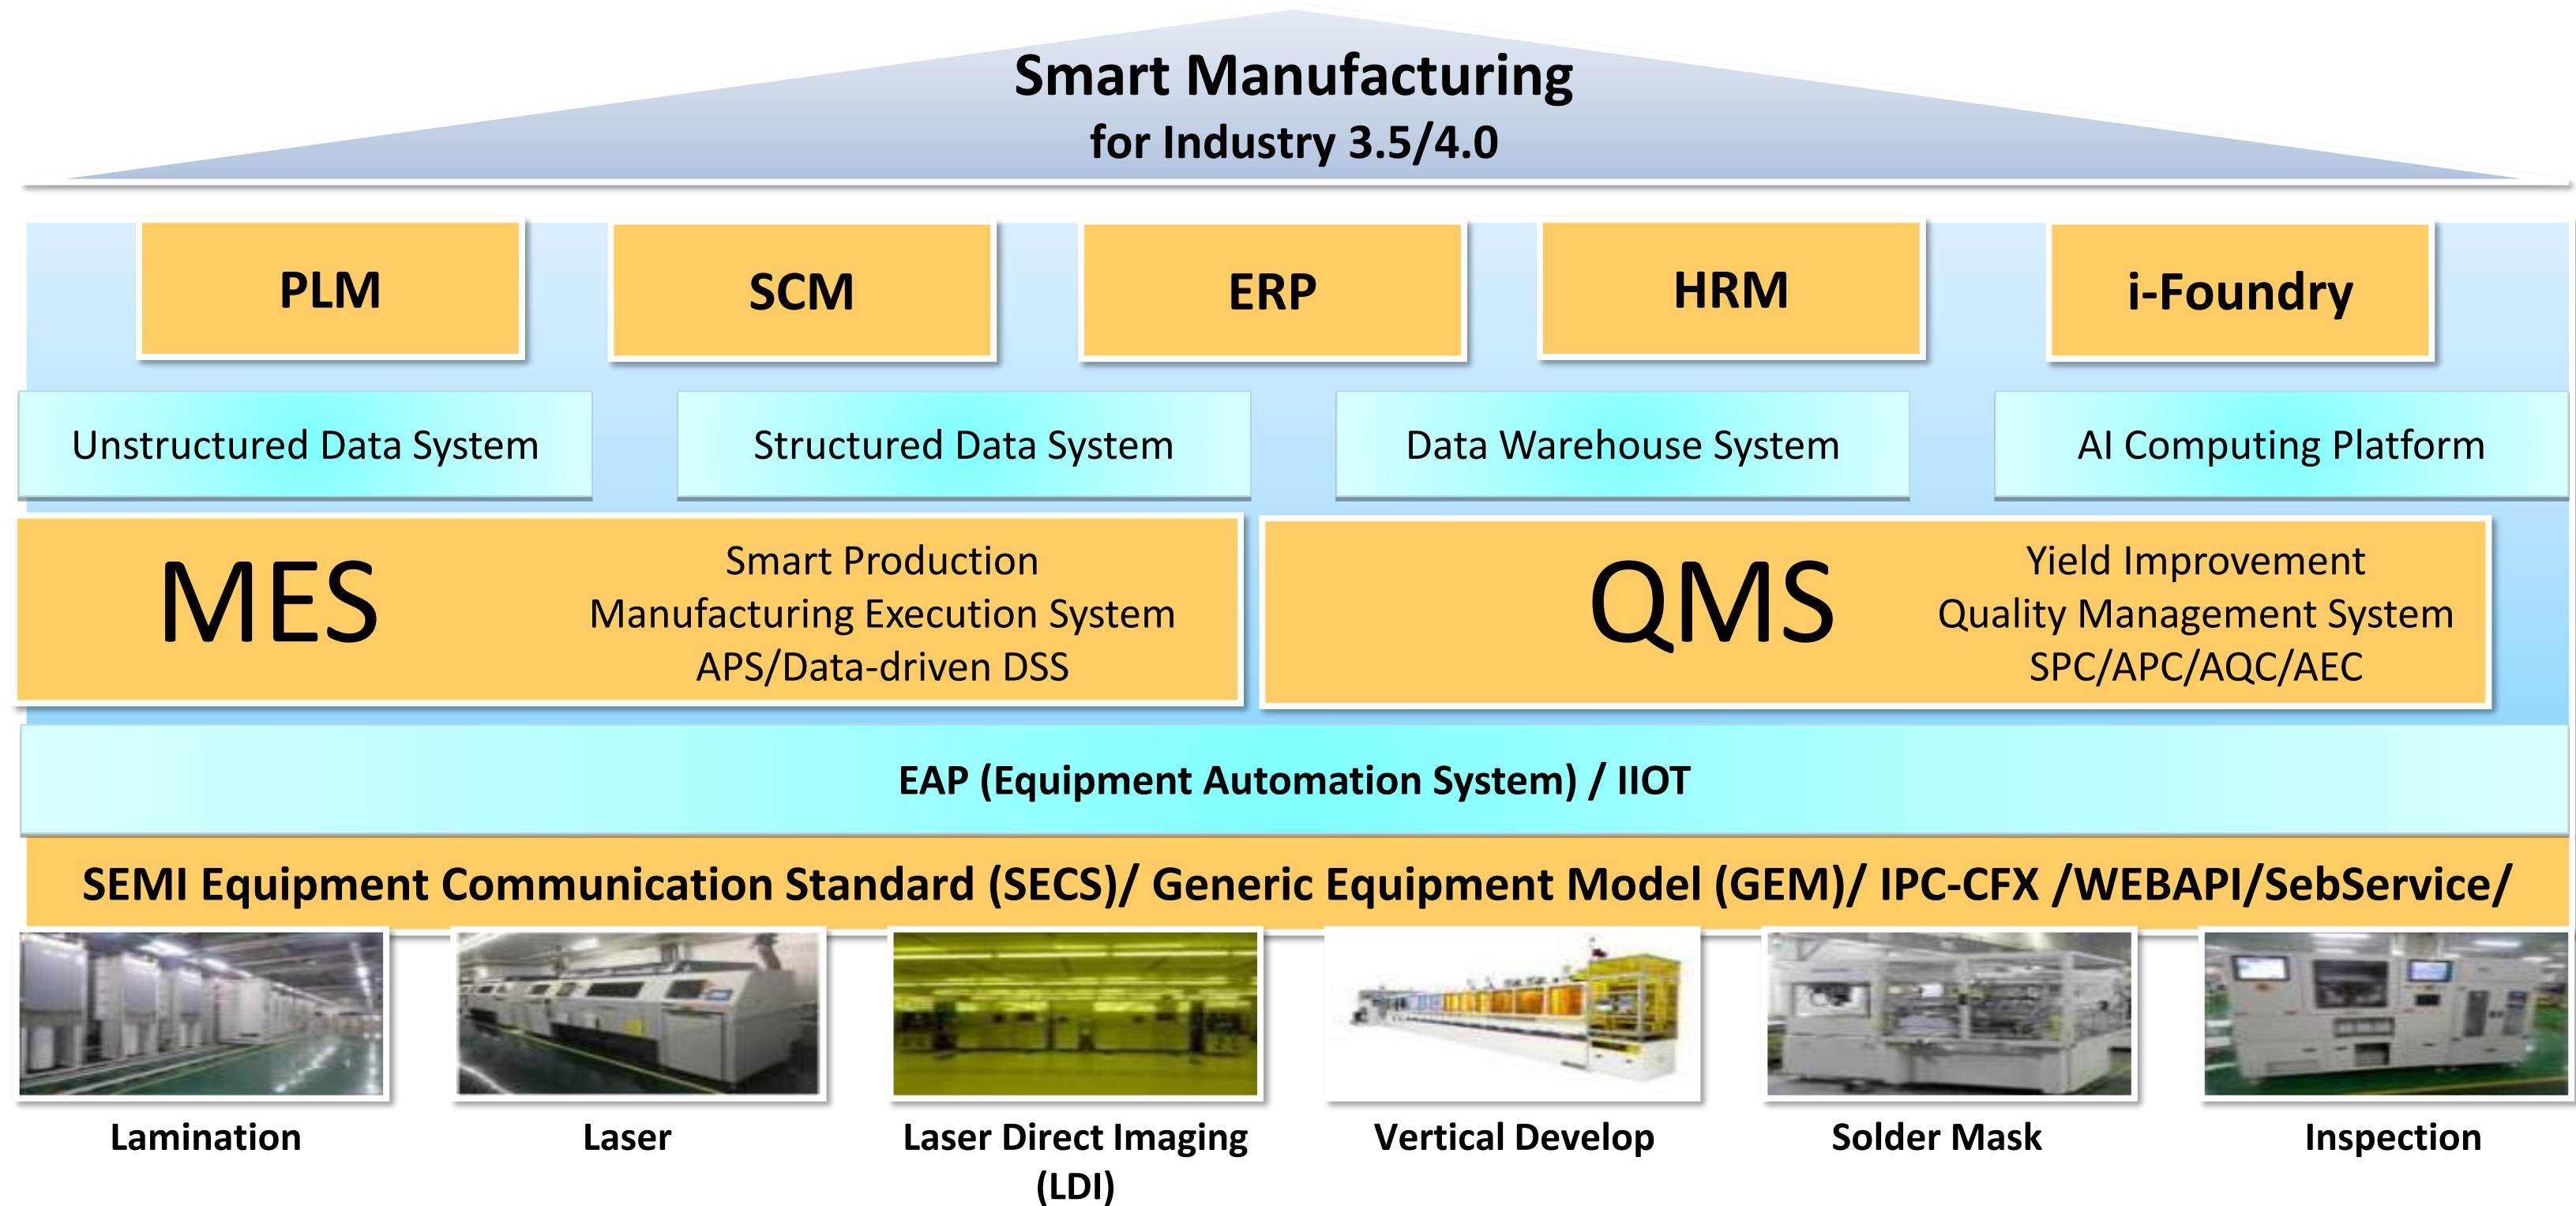 Smart Manufacturing
for Industry 3.5/4.0
PLM
SCM
ERP
HRM
i-Foundry
Unstructured Data System
Structured Data System
Data Warehouse System
AI Computing Platform
MES
Smart Production
Manufacturing Execution System
APS/Data-driven DSS
QMS
Yield Improvement
Quality Management System
SPC/APC/AQC/AEC
EAP (Equipment Automation System) / IIOT
SEMI Equipment Communication Standard (SECS)/ Generic Equipment Model (GEM)/ IPC-CFX /WEBAPI/SebService/
Lamination
Laser
Laser Direct Imaging
(LDI)
Vertical Develop
Solder Mask
Inspection